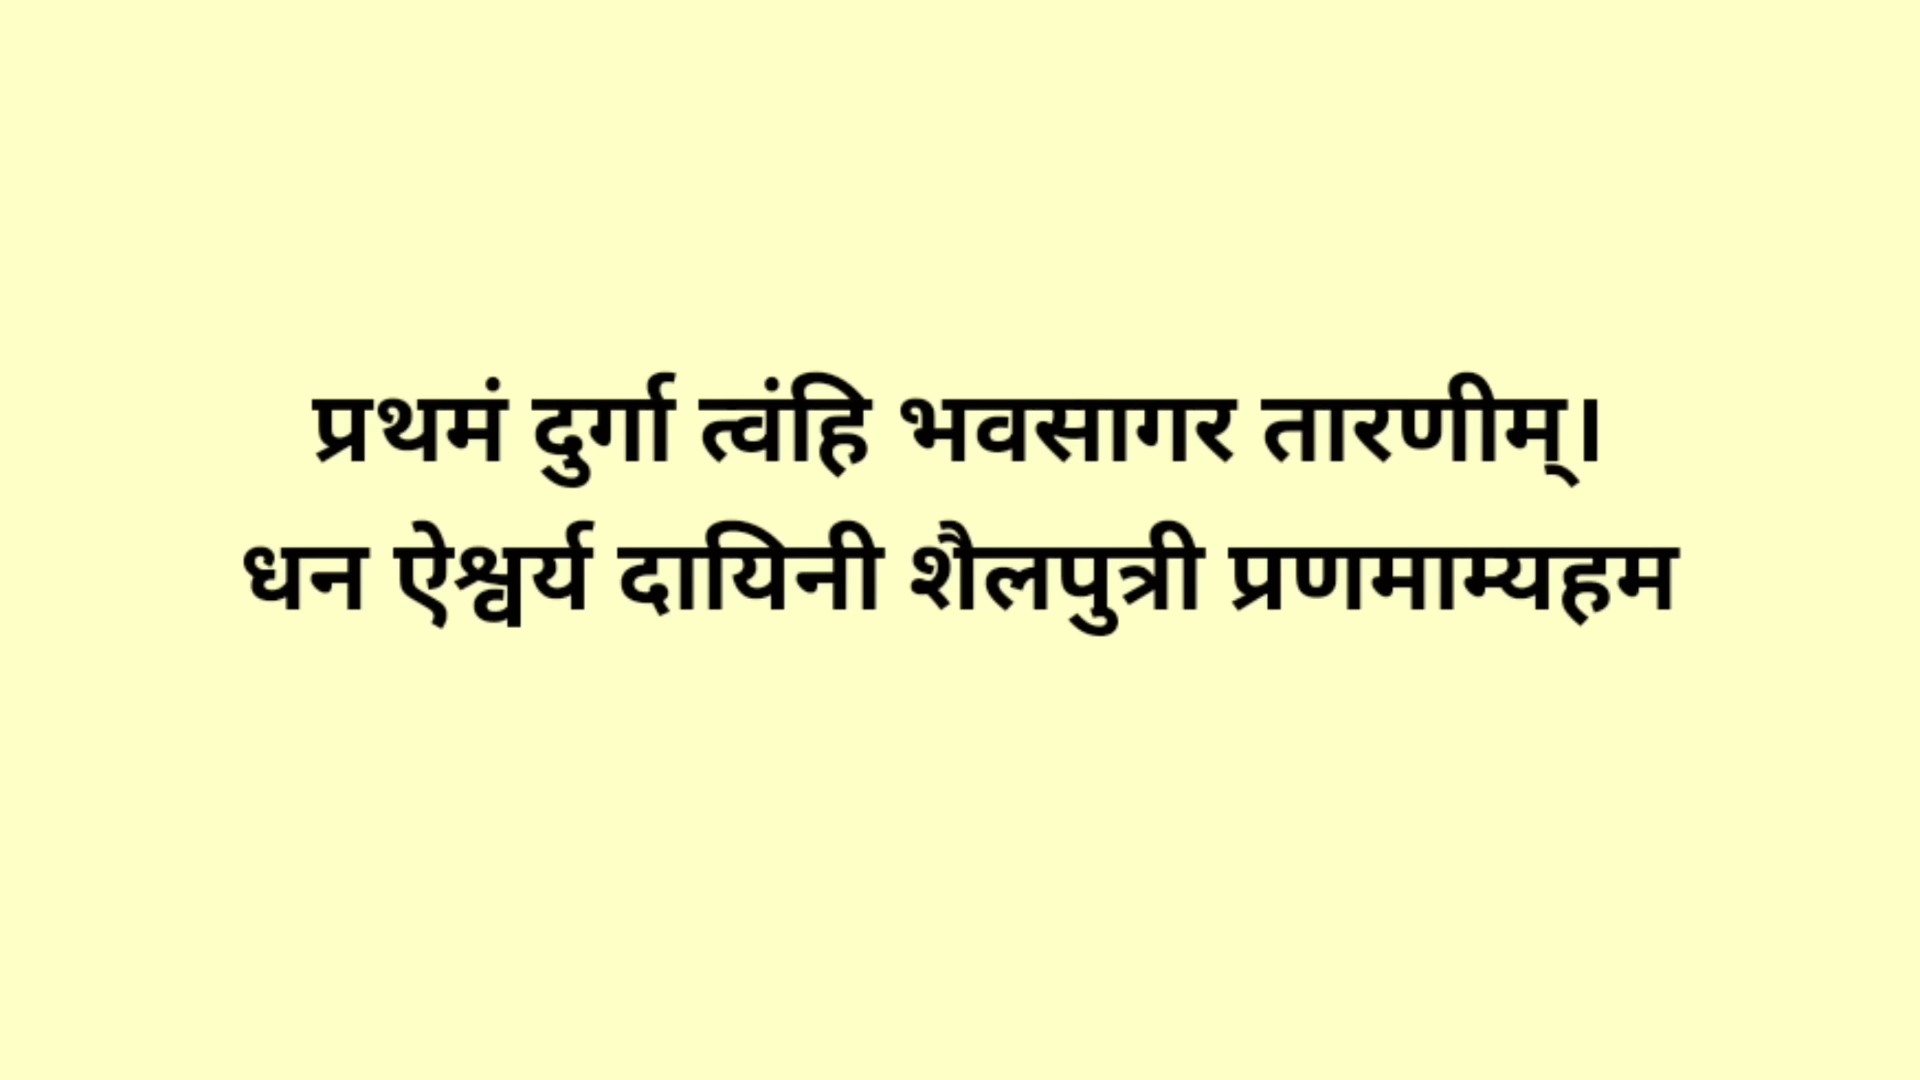 प्रथमं दुर्गा त्वंहि भवसागर तारणीम्।
धन ऐश्वर्य दायिनी शैलपुत्री प्रणमाम्यहम